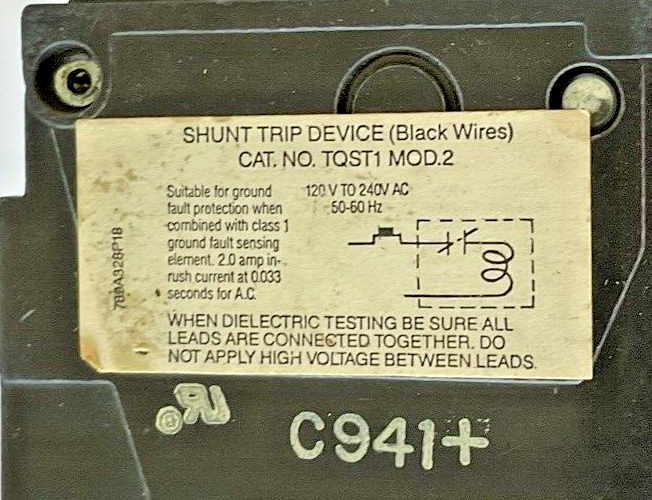 SHUNT TRIP DEVICE (Black Wires)
CAT. NO. TQST1 MOD.2
Suitable for ground
fault protection when
combined with class 1
ground fault sensing
element. 2.0 amp in-
rush current at 0.033
seconds for A.C.
120 V TO 240V AC
50-60 Hz
WHEN DIELECTRIC TESTING BE SURE ALL
LEADS ARE CONNECTED TOGETHER. DO
NOT APPLY HIGH VOLTAGE BETWEEN LEADS.
C941+